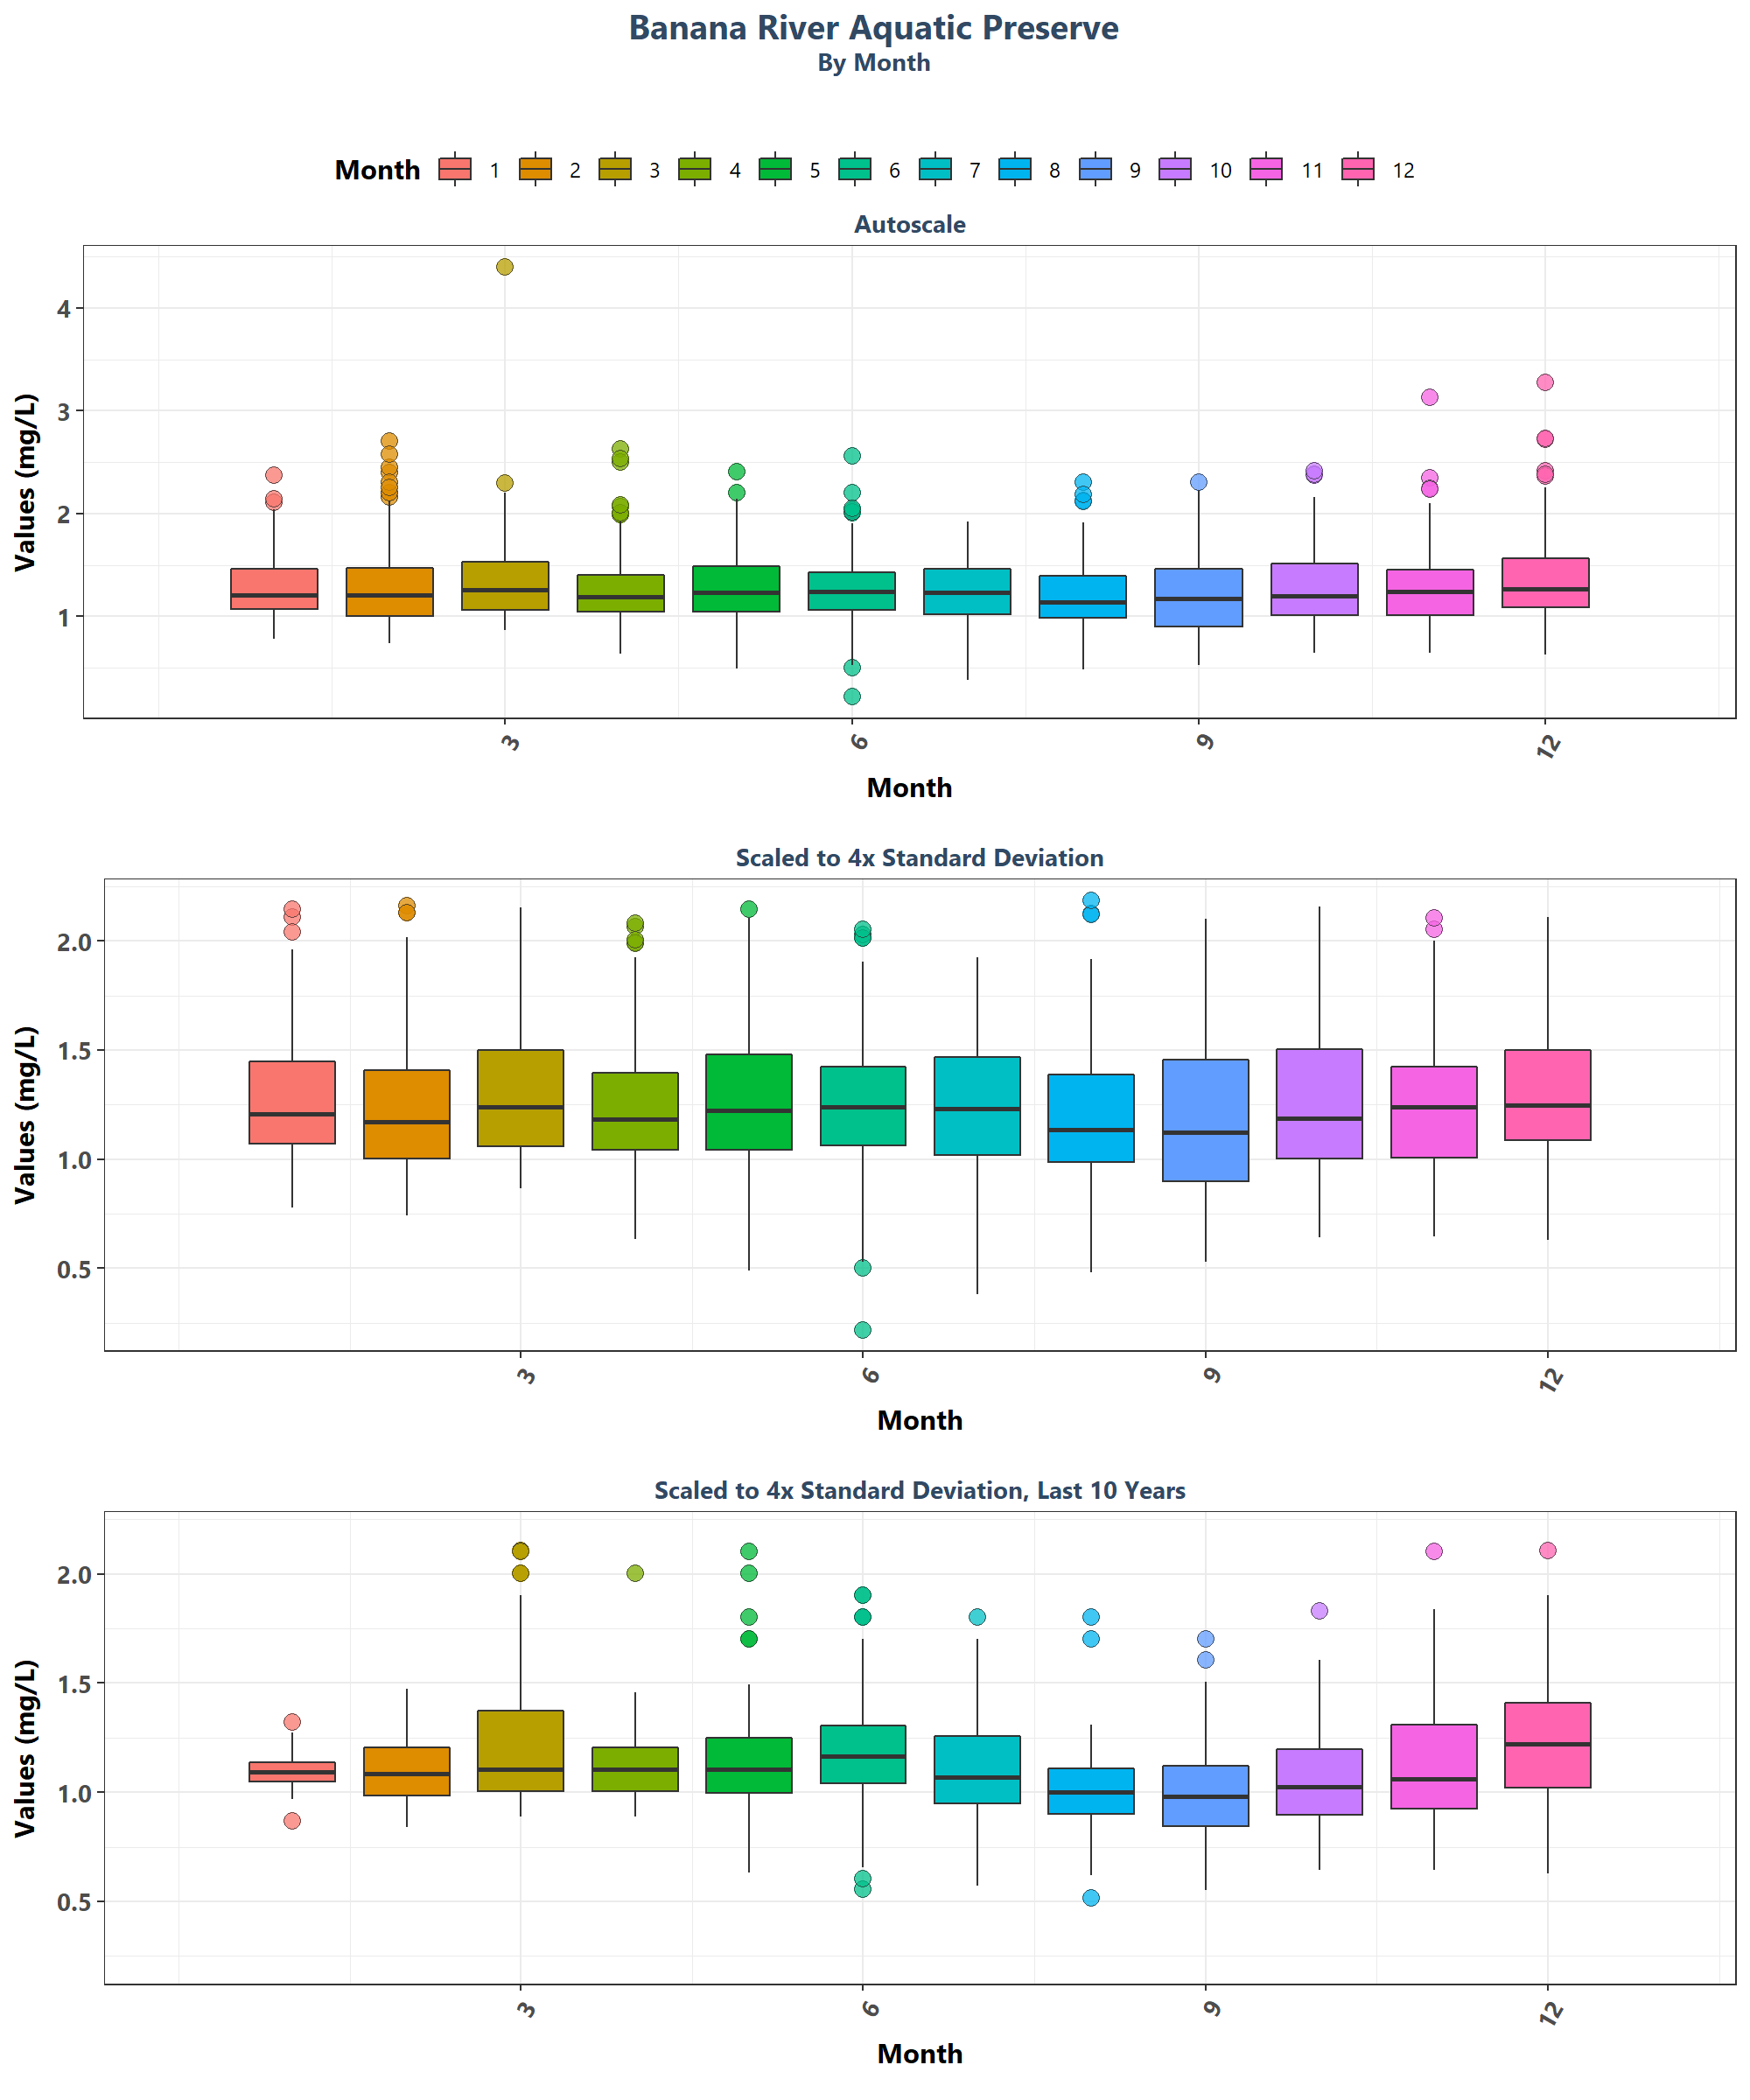 Banana River Aquatic Preserve
By Month
Month 1 2 3 4 5 6 7 8 9 10 11 12
Autoscale
Values (mg/L)
4
3
2
1
3 6 9 12
Month
Scaled to 4x Standard Deviation
Values (mg/L)
2.0
1.5
1.0
0.5
3 6 9 12
Month
Scaled to 4x Standard Deviation, Last 10 Years
Values (mg/L)
2.0
1.5
1.0
0.5
3 6 9 12
Month